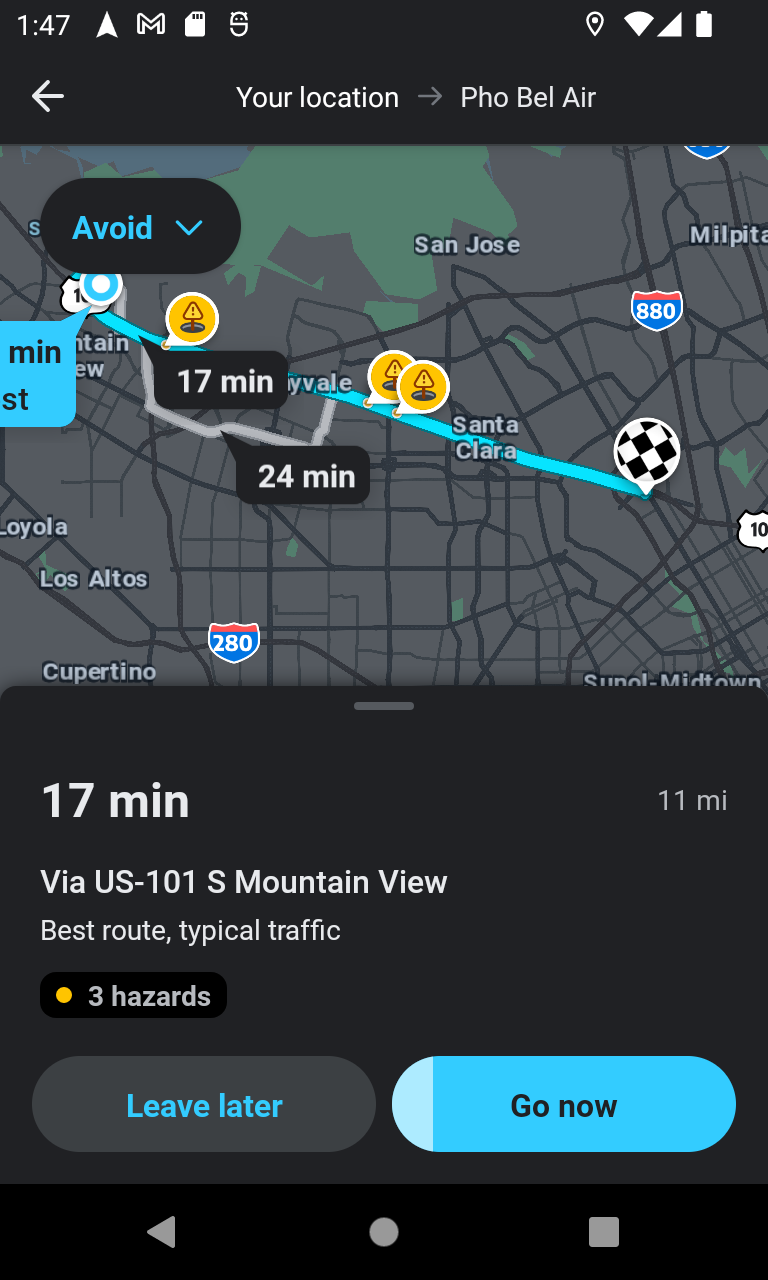 1:47
Your location → Pho Bel Air
Avoid
San Jose
Milpita
880
ntain
ew
min
st
17 min
yvale
Santa
Clara
24 min
Loyola
10
Los Altos
280
Cupertino
Sunol-Midtown
17 min
11 mi
Via US-101 S Mountain View
Best route, typical traffic
3 hazards
Leave later
Go now